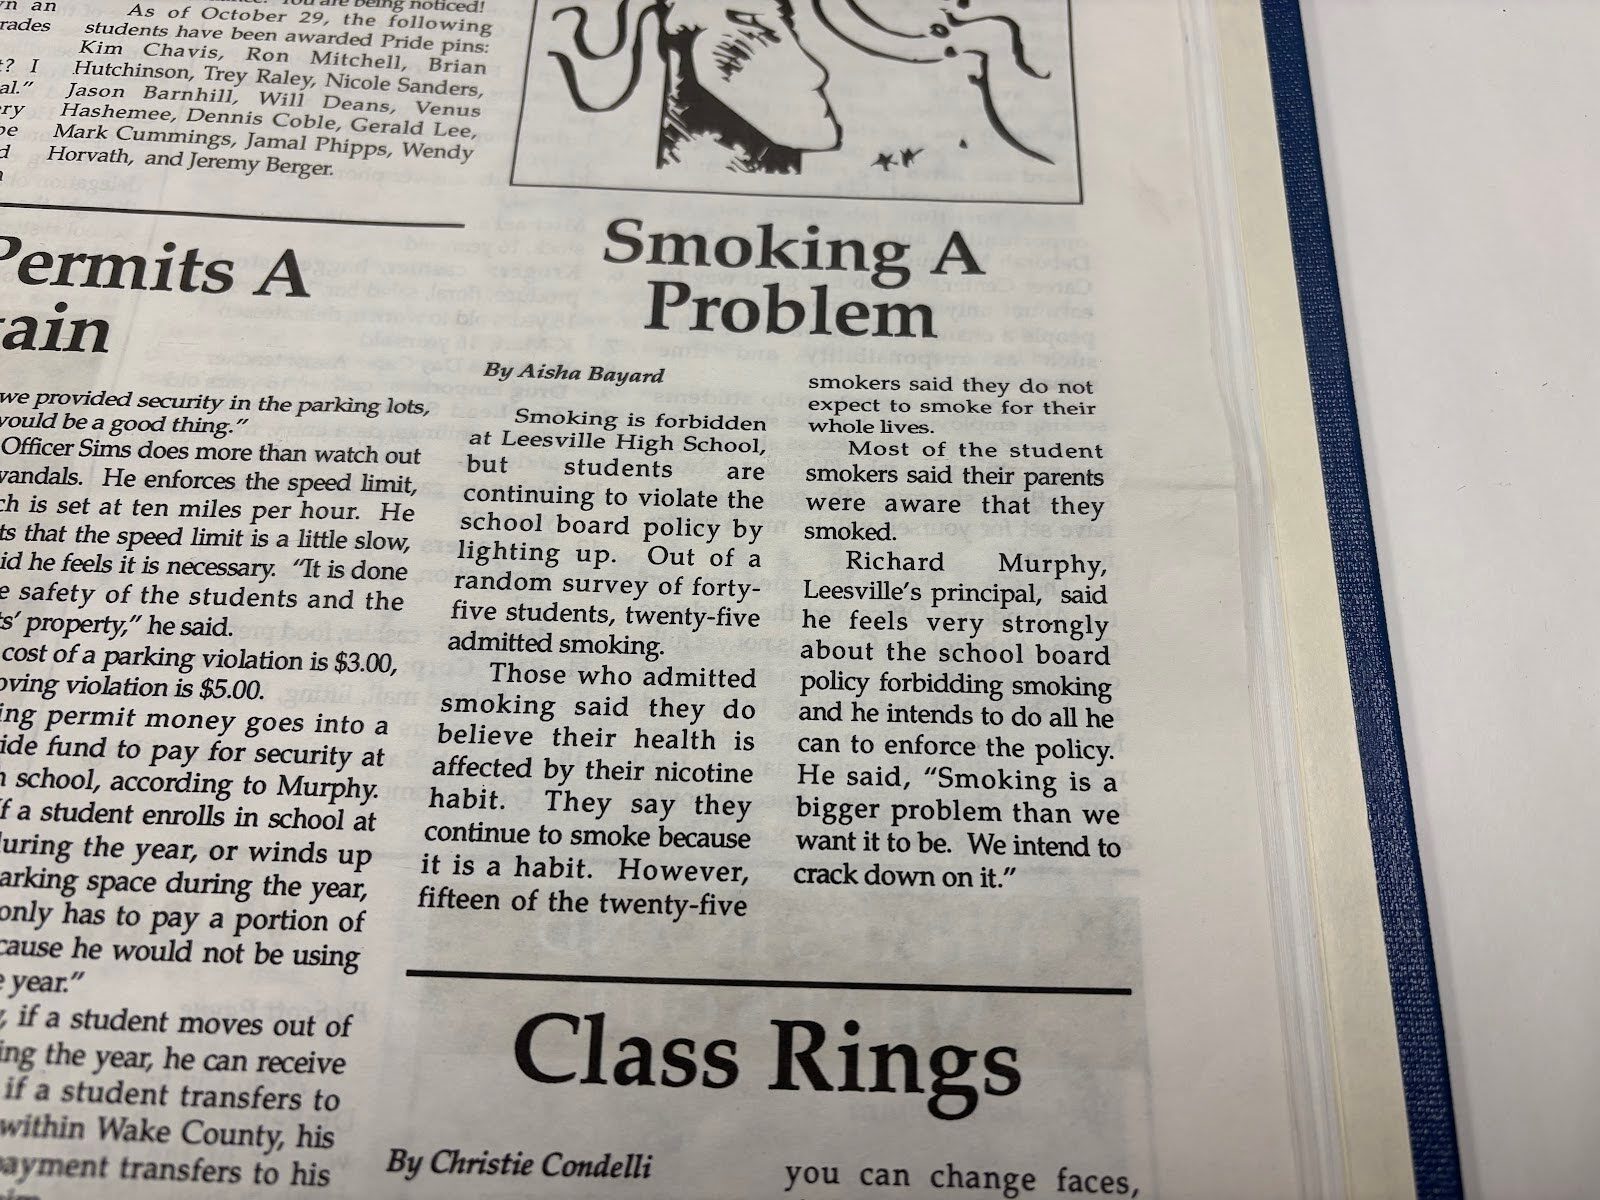 As of October 29, the following
students have been awarded Pride pins:
Kim Chavis, Ron Mitchell, Brian
Hutchinson, Trey Raley, Nicole Sanders,
Jason Barnhill, Will Deans, Venus
Hashemee, Dennis Coble, Gerald Lee,
Mark Cummings, Jamal Phipps, Wendy
Horvath, and Jeremy Berger.
Permits A
we provided security in the parking lots,
would be a good thing.”
Officer Sims does more than watch out
vandals. He enforces the speed limit,
is set at ten miles per hour. He
that the speed limit is a little slow,
he feels it is necessary. “It is done
safety of the students and the
property,” he said.
cost of a parking violation is $3.00,
violation is $5.00.
permit money goes into a
fund to pay for security at
school, according to Murphy.
If a student enrolls in school at
during the year, or winds up
parking space during the year,
only has to pay a portion of
because he would not be using
year.”
if a student moves out of
the year, he can receive
if a student transfers to
within Wake County, his
payment transfers to his
Smoking A
Problem
By Aisha Bayard
Smoking is forbidden
at Leesville High School,
but students are
continuing to violate the
school board policy by
lighting up. Out of a
random survey of forty-
five students, twenty-five
admitted smoking.
Those who admitted
smoking said they do
believe their health is
affected by their nicotine
habit. They say they
continue to smoke because
it is a habit. However,
fifteen of the twenty-five
smokers said they do not
expect to smoke for their
whole lives.
Most of the student
smokers said their parents
were aware that they
smoked.
Richard Murphy,
Leesville’s principal, said
he feels very strongly
about the school board
policy forbidding smoking
and he intends to do all he
can to enforce the policy.
He said, “Smoking is a
bigger problem than we
want it to be. We intend to
crack down on it.”
Class Rings
By Christie Condelli
you can change faces,